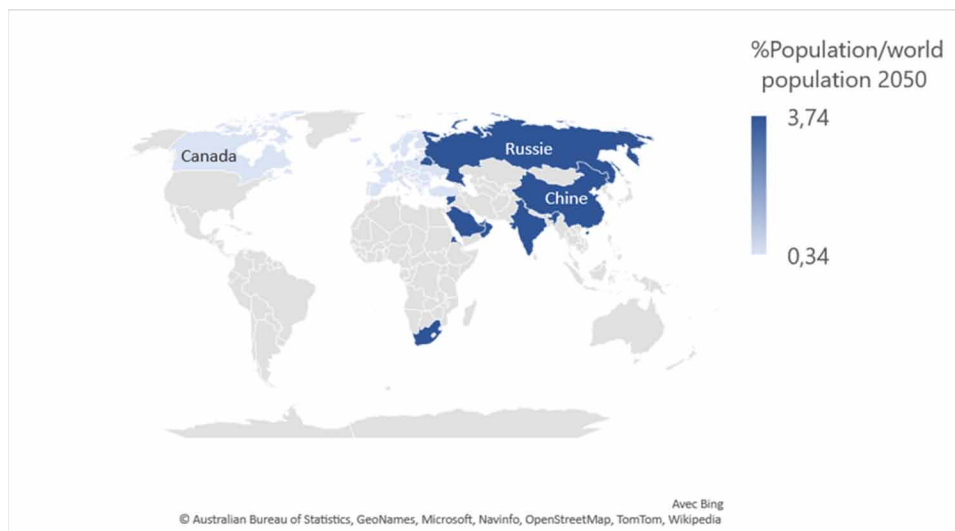 %Population/world
population 2050
3,74
0,34
Canada
Russie
Chine
Avec Bing
© Australian Bureau of Statistics, GeoNames, Microsoft, Navinfo, OpenStreetMap, TomTom, Wikipedia